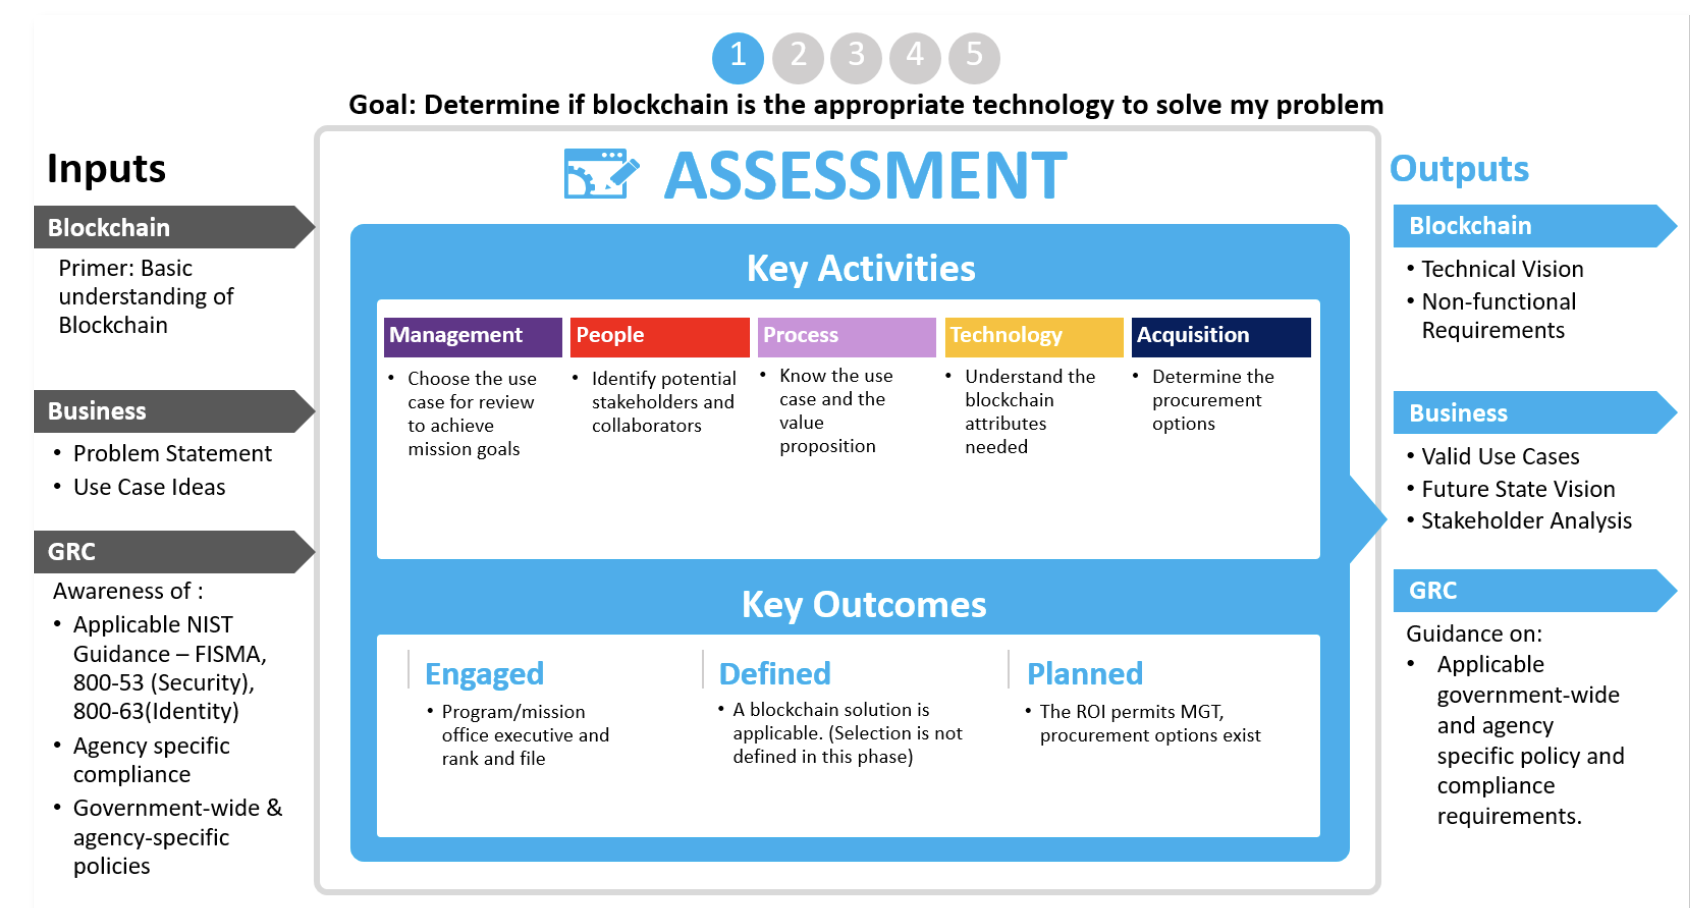 1 2 3 4 5
Goal: Determine if blockchain is the appropriate technology to solve my problem
Inputs
Blockchain
Primer: Basic
understanding of
Blockchain
Business
• Problem Statement
• Use Case Ideas
GRC
Awareness of :
• Applicable NIST
Guidance – FISMA,
800-53 (Security),
800-63(Identity)
• Agency specific
compliance
• Government-wide &
agency-specific
policies
ASSESSMENT
Key Activities
Management
• Choose the use
case for review
to achieve
mission goals
People
• Identify potential
stakeholders and
collaborators
Process
• Know the use
case and the
value
proposition
Technology
• Understand the
blockchain
attributes
needed
Acquisition
• Determine the
procurement
options
Key Outcomes
Engaged
• Program/mission
office executive and
rank and file
Defined
• A blockchain solution is
applicable. (Selection is not
defined in this phase)
Planned
• The ROI permits MGT,
procurement options exist
Outputs
Blockchain
• Technical Vision
• Non-functional
Requirements
Business
• Valid Use Cases
• Future State Vision
• Stakeholder Analysis
GRC
Guidance on:
• Applicable
government-wide
and agency
specific policy and
compliance
requirements.